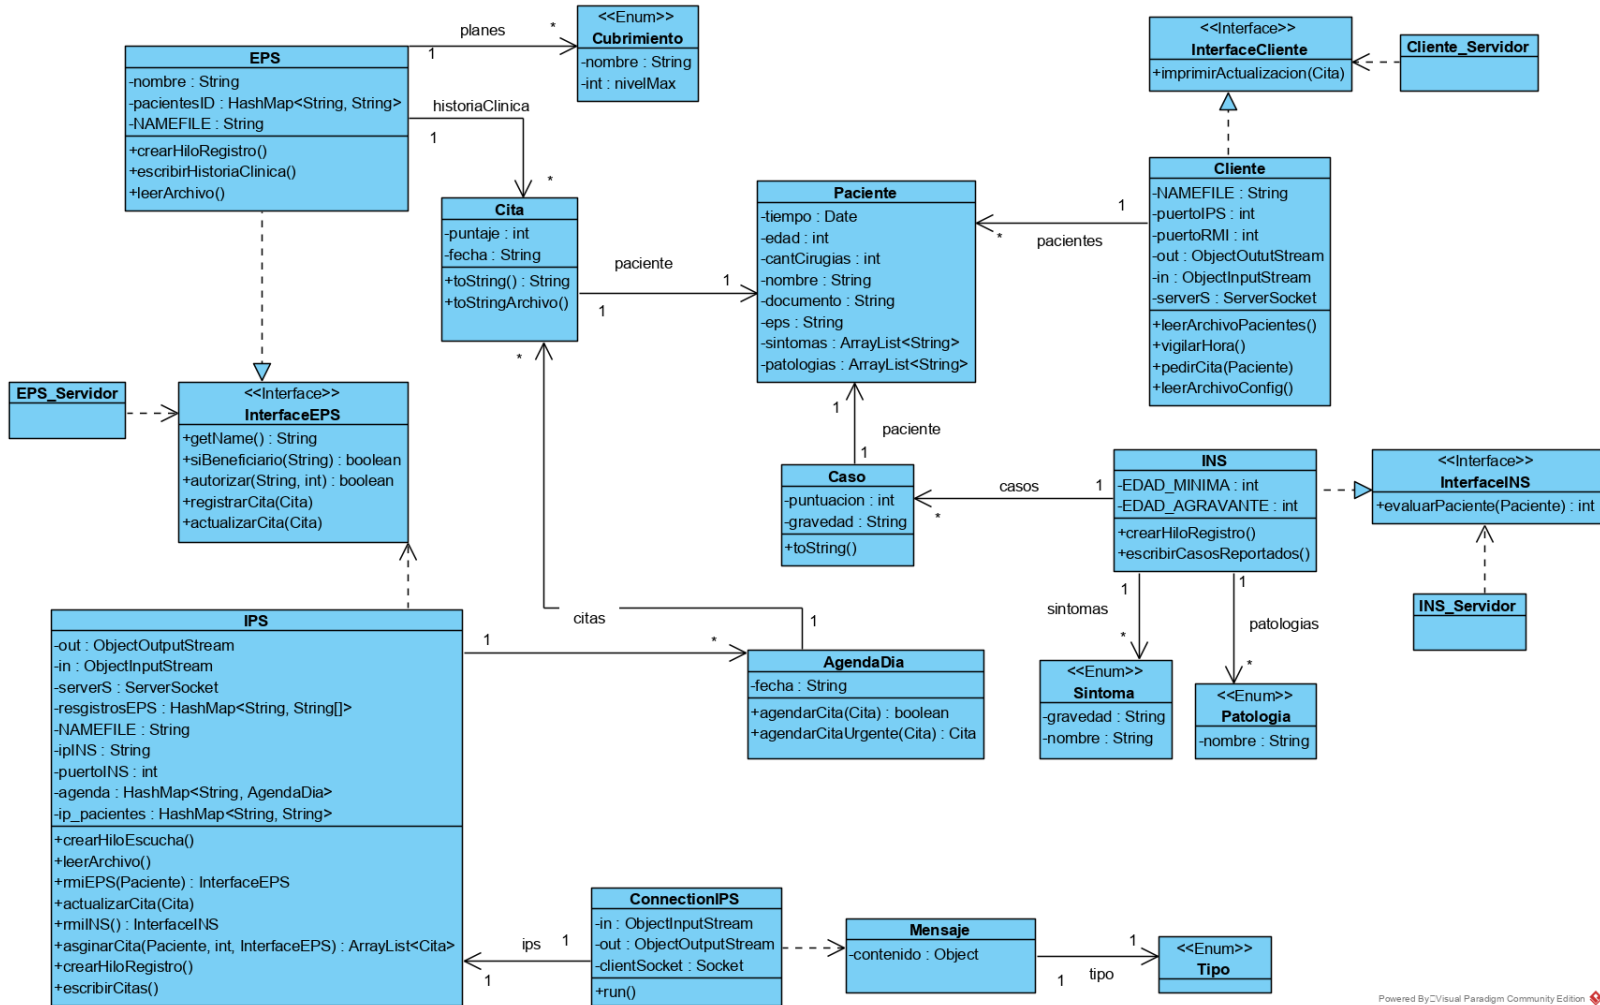 EPS
-nombre : String
-pacientesID : HashMap<String, String>
-NAMEFILE : String
+crearHiloRegistro()
+escribirHistoriaClinica()
+leerArchivo()
planes
1
*
<<Enum>>
Cubrimiento
-nombre : String
-int : nivelMax
historiaClinica
1
*
Cita
-puntaje : int
-fecha : String
+toString() : String
+toStringArchivo()
paciente
1
1
Paciente
-tiempo : Date
-edad : int
-cantCirugias : int
-nombre : String
-documento : String
-eps : String
-sintomas : ArrayList<String>
-patologias : ArrayList<String>
<<Interface>>
InterfaceCliente
+imprimirActualizacion(Cita)
Cliente_Servidor
Cliente
-NAMEFILE : String
-puertoIPS : int
-puertoRMI : int
-out : ObjectOututStream
-in : ObjectInputStream
-serverS : ServerSocket
+leerArchivoPacientes()
+vigilarHora()
+pedirCita(Paciente)
+leerArchivoConfig()
1
*
pacientes
EPS_Servidor
<<Interface>>
InterfaceEPS
+getName() : String
+siBeneficiario(String) : boolean
+autorizar(String, int) : boolean
+registrarCita(Cita)
+actualizarCita(Cita)
*
1
paciente
1
Caso
-puntuacion : int
-gravedad : String
+toString()
casos
1
*
INS
-EDAD_MINIMA : int
-EDAD_AGRAVANTE : int
+crearHiloRegistro()
+escribirCasosReportados()
<<Interface>>
InterfaceINS
+evaluarPaciente(Paciente) : int
INS_Servidor
1
sintomas
*
1
patologias
*
<<Enum>>
Sintoma
-gravedad : String
-nombre : String
<<Enum>>
Patologia
-nombre : String
citas
1
1
*
AgendaDia
-fecha : String
+agendarCita(Cita) : boolean
+agendarCitaUrgente(Cita) : Cita
IPS
-out : ObjectOutputStream
-in : ObjectInputStream
-serverS : ServerSocket
-resgistrosEPS : HashMap<String, String[]>
-NAMEFILE : String
-ipINS : String
-puertoINS : int
-agenda : HashMap<String, AgendaDia>
-ip_pacientes : HashMap<String, String>
+crearHiloEscucha()
+leerArchivo()
+rmiEPS(Paciente) : InterfaceEPS
+actualizarCita(Cita)
+rmiINS() : InterfaceINS
+asginarCita(Paciente, int, InterfaceEPS) : ArrayList<Cita>
+crearHiloRegistro()
+escribirCitas()
ips
1
1
ConnectionIPS
-in : ObjectInputStream
-out : ObjectOutputStream
-clientSocket : Socket
+run()
Mensaje
-contenido : Object
1
1
tipo
<<Enum>>
Tipo
Powered By Visual Paradigm Community Edition